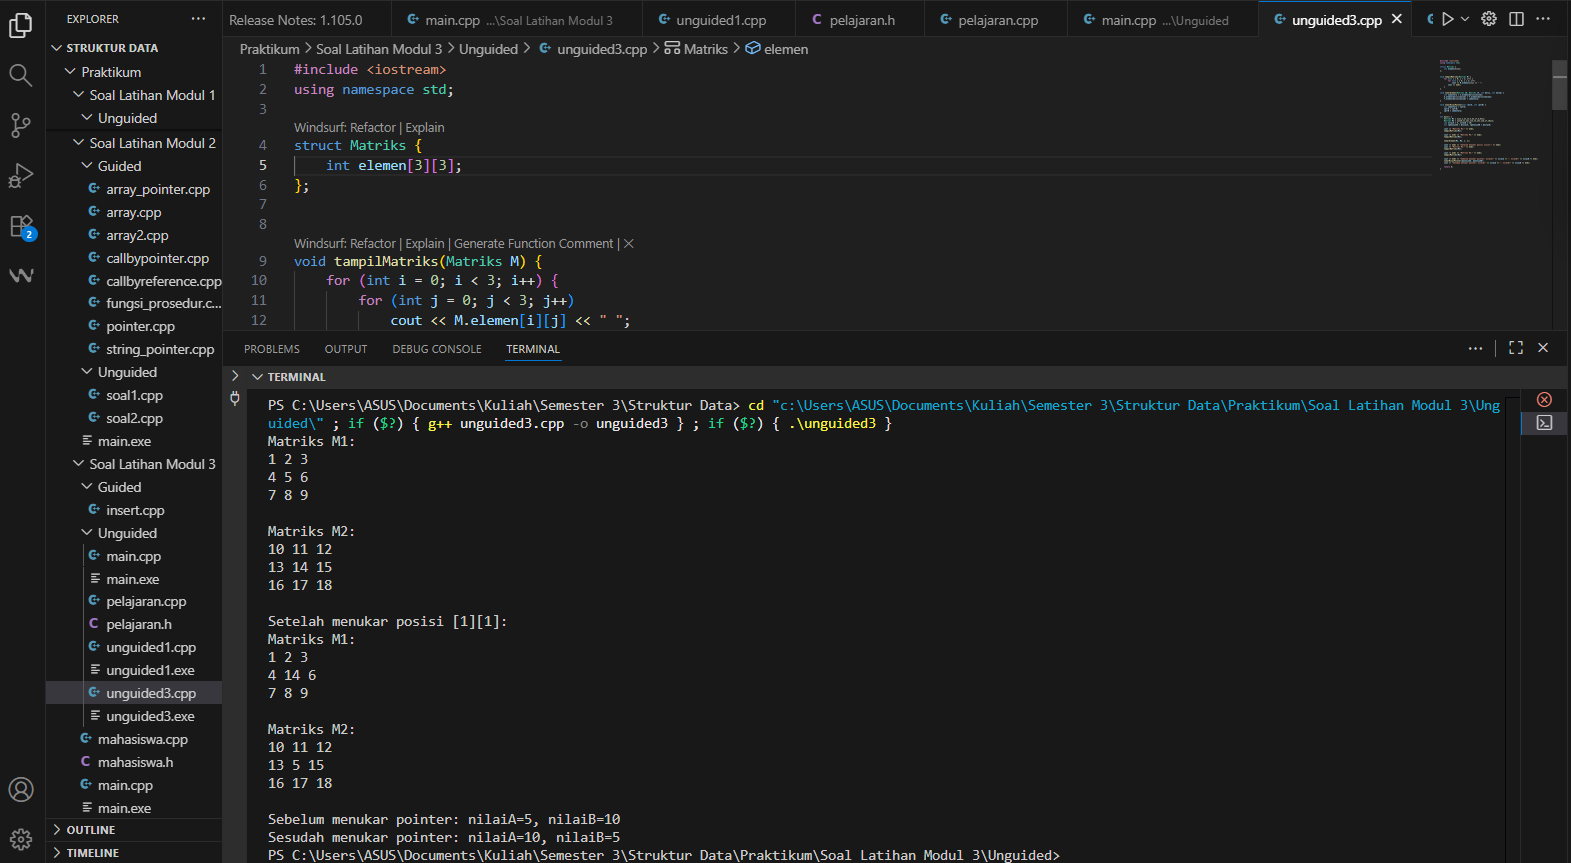 EXPLORER
STRUKTUR DATA
Praktikum
Soal Latihan Modul 1
Unguided
Soal Latihan Modul 2
Guided
array_pointer.cpp
array.cpp
array2.cpp
callbypointer.cpp
callbyreference.cpp
fungsi_prosedur.c...
pointer.cpp
string_pointer.cpp
Unguided
soal1.cpp
soal2.cpp
main.exe
Soal Latihan Modul 3
Guided
insert.cpp
Unguided
main.cpp
main.exe
pelajaran.cpp
pelajaran.h
unguided1.cpp
unguided1.exe
unguided3.cpp
unguided3.exe
mahasiswa.cpp
mahasiswa.h
main.cpp
main.exe
OUTLINE
TIMELINE
2
Release Notes: 1.105.0 main.cpp ...\Soal Latihan Modul 3 unguided1.cpp pelajaran.h pelajaran.cpp main.cpp ...\Unguided unguided3.cpp
Praktikum > Soal Latihan Modul 3 > Unguided > unguided3.cpp > Matriks > elemen
1 #include <iostream>
2 using namespace std;
3
Windsurf: Refactor | Explain
4 struct Matriks {
5 int elemen[3][3];
6 };
7
8
Windsurf: Refactor | Explain | Generate Function Comment | ×
9 void tampilMatriks(Matriks M) {
10 for (int i = 0; i < 3; i++) {
11 for (int j = 0; j < 3; j++)
12 cout << M.elemen[i][j] << " ";
PROBLEMS OUTPUT DEBUG CONSOLE TERMINAL
TERMINAL
PS C:\Users\ASUS\Documents\Kuliah\Semester 3\Struktur Data> cd "c:\Users\ASUS\Documents\Kuliah\Semester 3\Struktur Data\Praktikum\Soal Latihan Modul 3\Ung
uided\" ; if ($?) { g++ unguided3.cpp -o unguided3 } ; if ($?) { .\unguided3 }
Matriks M1:
1 2 3
4 5 6
7 8 9
Matriks M2:
10 11 12
13 14 15
16 17 18
Setelah menukar posisi [1][1]:
Matriks M1:
1 2 3
4 14 6
7 8 9
Matriks M2:
10 11 12
13 5 15
16 17 18
Sebelum menukar pointer: nilaiA=5, nilaiB=10
Sesudah menukar pointer: nilaiA=10, nilaiB=5
PS C:\Users\ASUS\Documents\Kuliah\Semester 3\Struktur Data\Praktikum\Soal Latihan Modul 3\Unguided>